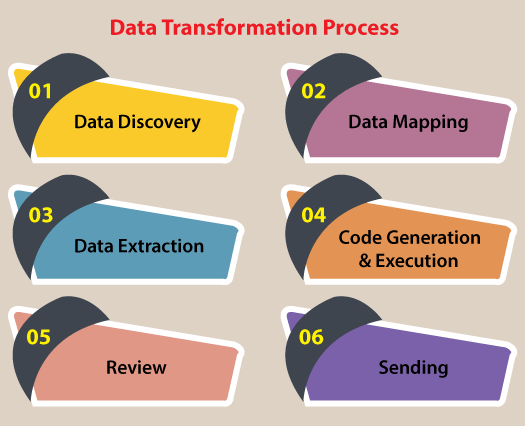 Data Transformation Process
01
Data Discovery
02
Data Mapping
03
Data Extraction
04
Code Generation
& Execution
05
Review
06
Sending